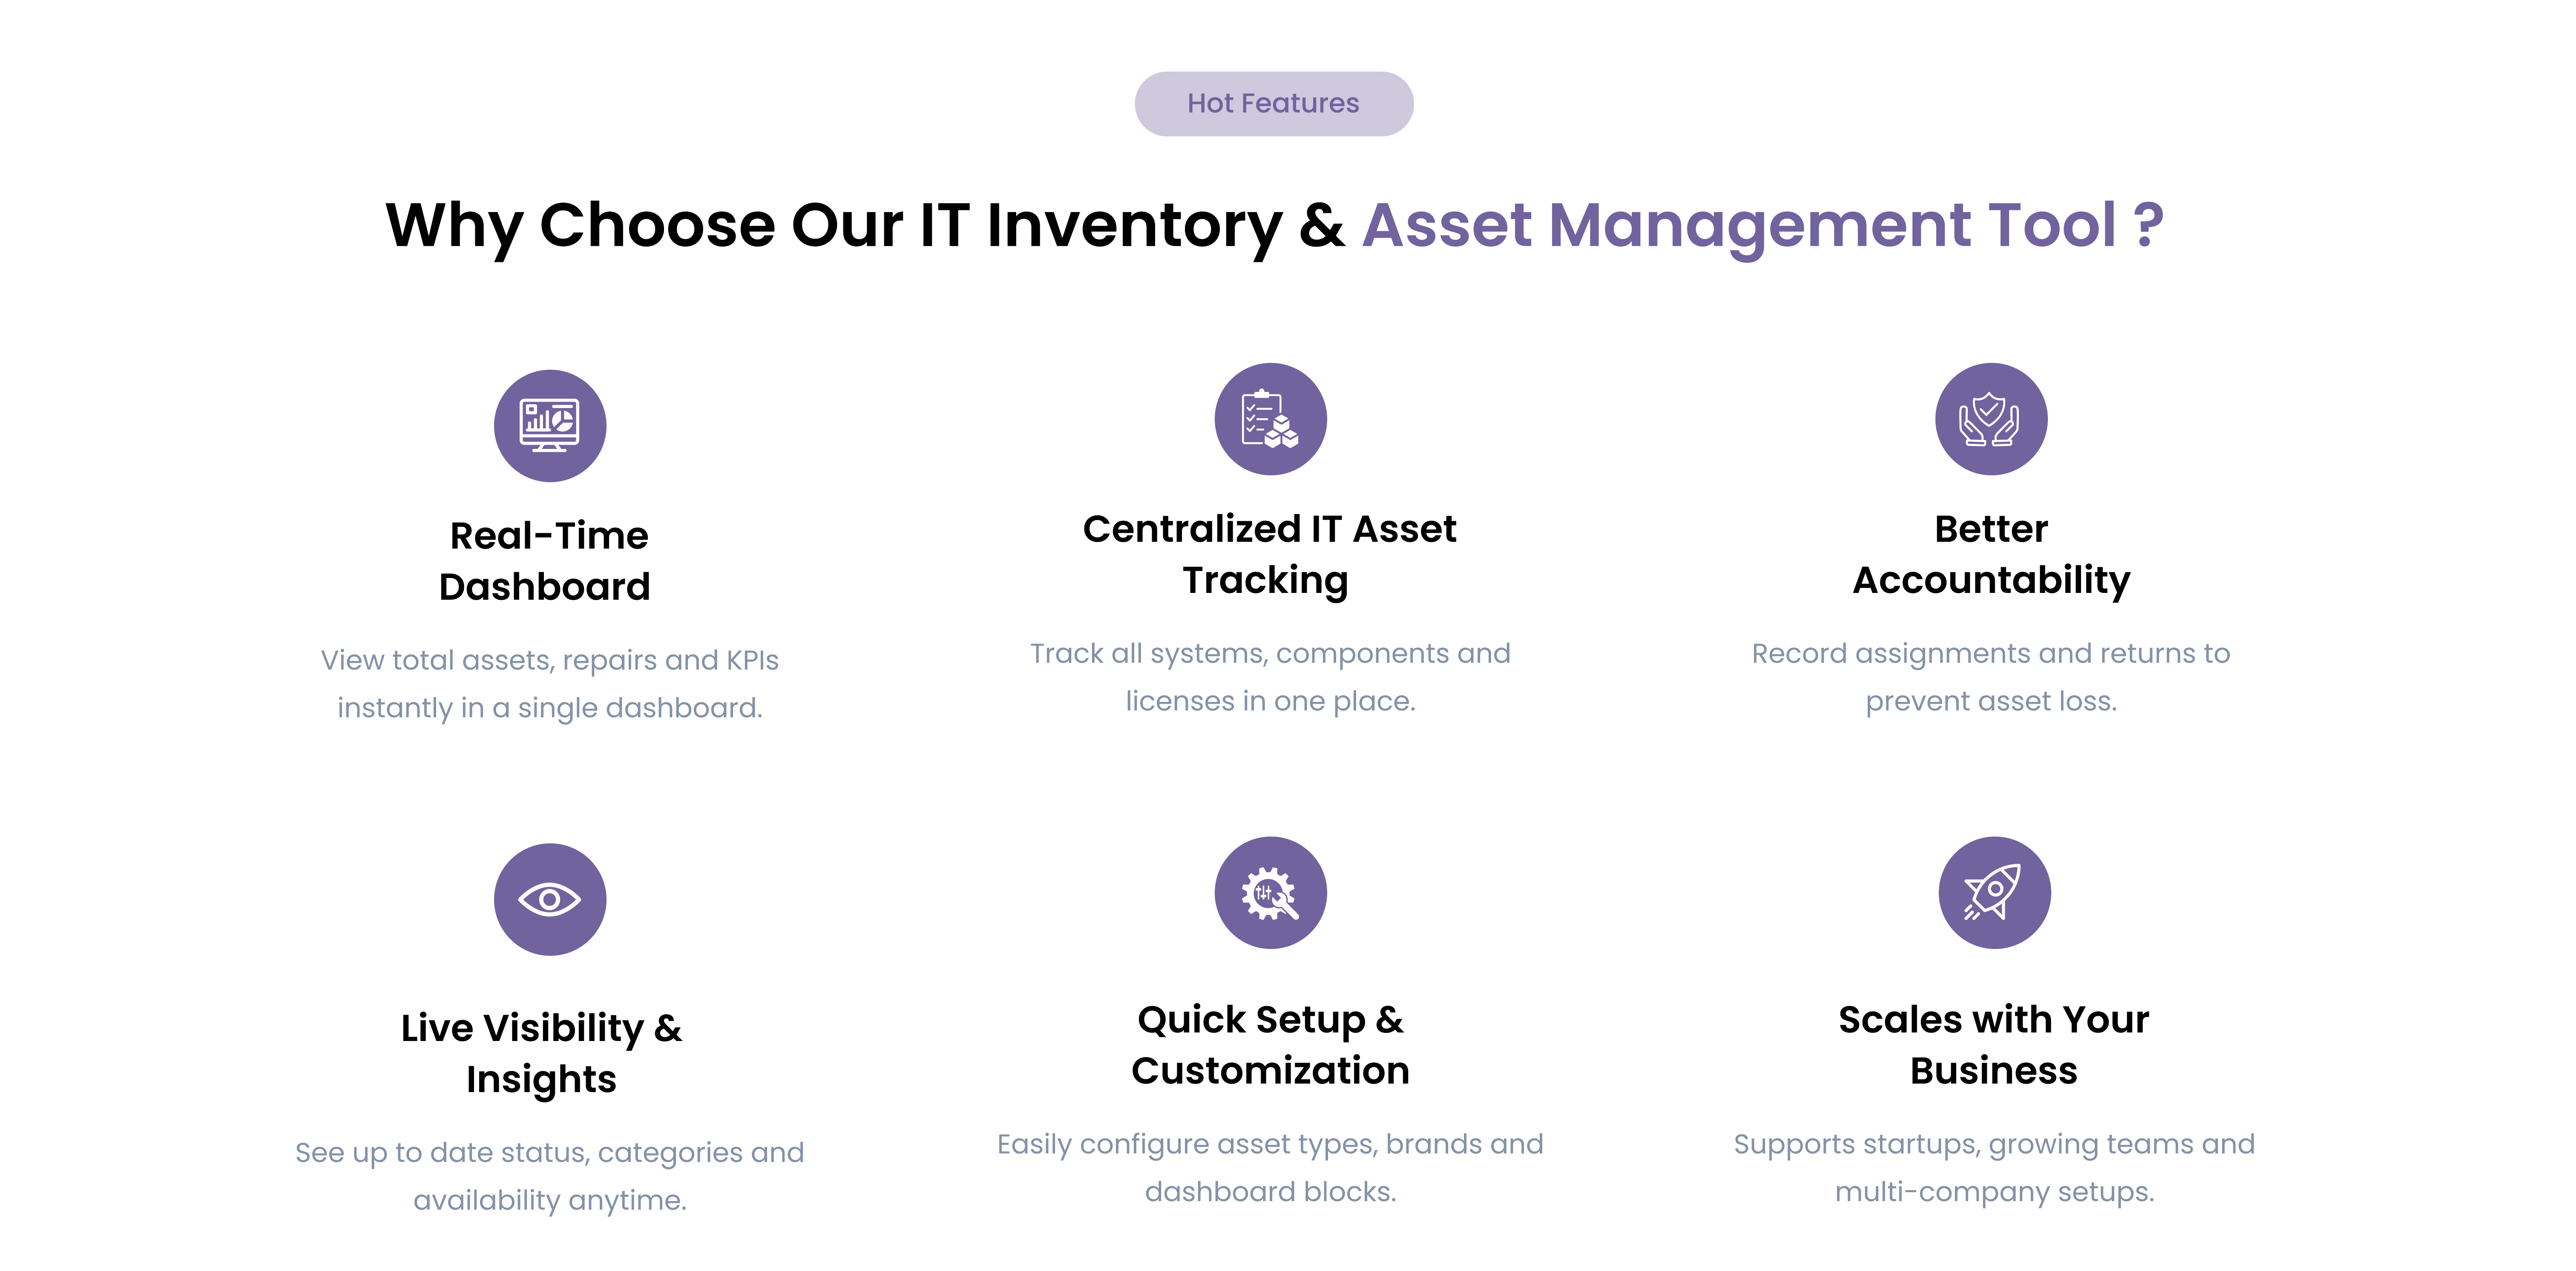 Hot Features
Why Choose Our IT Inventory & Asset Management Tool ?
Real-Time
Dashboard
View total assets, repairs and KPIs
instantly in a single dashboard.
Centralized IT Asset
Tracking
Track all systems, components and
licenses in one place.
Better
Accountability
Record assignments and returns to
prevent asset loss.
Live Visibility &
Insights
See up to date status, categories and
availability anytime.
Quick Setup &
Customization
Easily configure asset types, brands and
dashboard blocks.
Scales with Your
Business
Supports startups, growing teams and
multi-company setups.